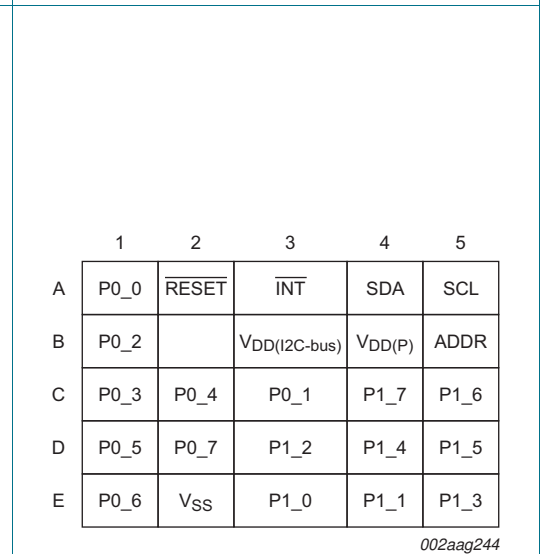 1 2 3 4 5
A P0_0 RESET INT SDA SCL
B P0_2 VDD(I2C-bus) VDD(P) ADDR
C P0_3 P0_4 P0_1 P1_7 P1_6
D P0_5 P0_7 P1_2 P1_4 P1_5
E P0_6 VSS P1_0 P1_1 P1_3
002aag244